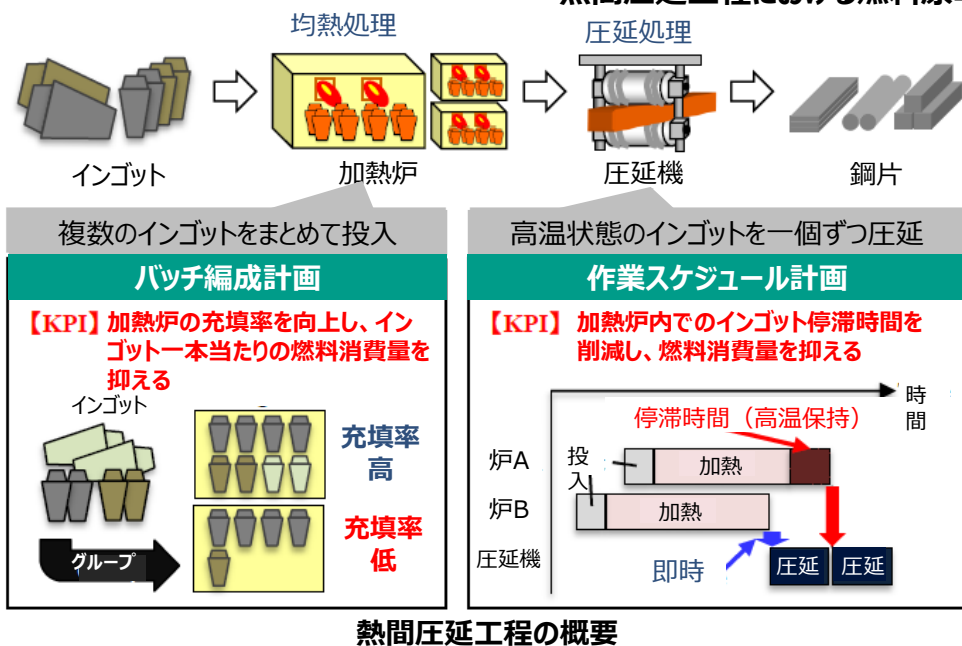 均熱処理
圧延処理
インゴット
加熱炉
圧延機
鋼片
複数のインゴットをまとめて投入
高温状態のインゴットを一個ずつ圧延
バッチ編成計画
作業スケジュール計画
【KPI】加熱炉の充填率を向上し、イン
ゴット一本当たりの燃料消費量を
抑える
インゴット
充填率
高
充填率
低
グループ
【KPI】 加熱炉内でのインゴット停滞時間を
削減し、燃料消費量を抑える
時
間
停滞時間（高温保持）
炉A
投
入
加熱
炉B
加熱
圧延機
即時
圧延
圧延
熱間圧延工程の概要